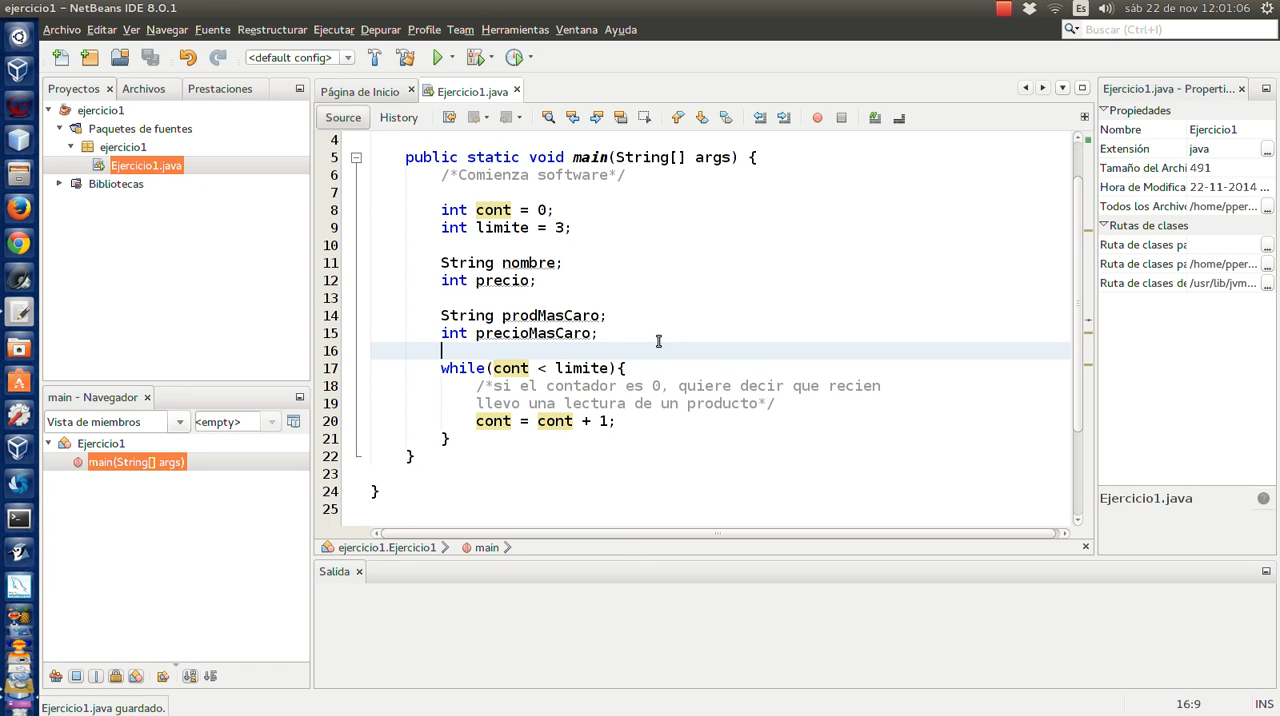 ejercicio1 – NetBeans IDE 8.0.1
Es
sáb 22 de nov 12:01:06
Archivo Editar Ver Navegar Fuente Reestructurar Ejecutar Depurar Profile Team Herramientas Ventana Ayuda
Buscar (Ctrl+I)
<default config>
Proyectos
Archivos
Prestaciones
ejercicio1
Paquetes de fuentes
ejercicio1
Ejercicio1.java
Bibliotecas
main - Navegador
Vista de miembros
<empty>
Ejercicio1
main(String[] args)
Ejercicio1.java guardado.
Página de Inicio
Ejercicio1.java
Source
History
4
5 public static void main(String[] args) {
6 /*Comienza software*/
7
8 int cont = 0;
9 int limite = 3;
10
11 String nombre;
12 int precio;
13
14 String prodMasCaro;
15 int precioMasCaro;
16
17 while(cont < limite){
18 /*si el contador es 0, quiere decir que recien
19 llevo una lectura de un producto*/
20 cont = cont + 1;
21 }
22 }
23
24 }
25
ejercicio1.Ejercicio1
main
Salida
Ejercicio1.java - Properti...
Propiedades
Nombre Ejercicio1
Extensión java
Tamaño del Archi 491
Hora de Modifica 22-11-2014
Todos los Archivo /home/pper...
Rutas de clases
Ruta de clases pa
Ruta de clases pa /home/pper...
Ruta de clases de /usr/lib/jvm...
Ejercicio1.java
16:9
INS